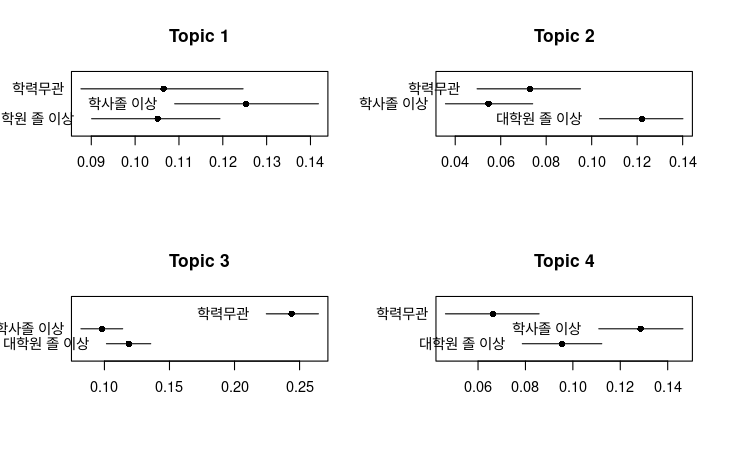 Topic 1
학력무관
학사졸 이상
학원 졸 이상
0.09 0.10 0.11 0.12 0.13 0.14
Topic 2
학력무관
학사졸 이상
대학원 졸 이상
0.04 0.06 0.08 0.10 0.12 0.14
Topic 3
학력무관
학사졸 이상
대학원 졸 이상
0.10 0.15 0.20 0.25
Topic 4
학력무관
학사졸 이상
대학원 졸 이상
0.06 0.08 0.10 0.12 0.14